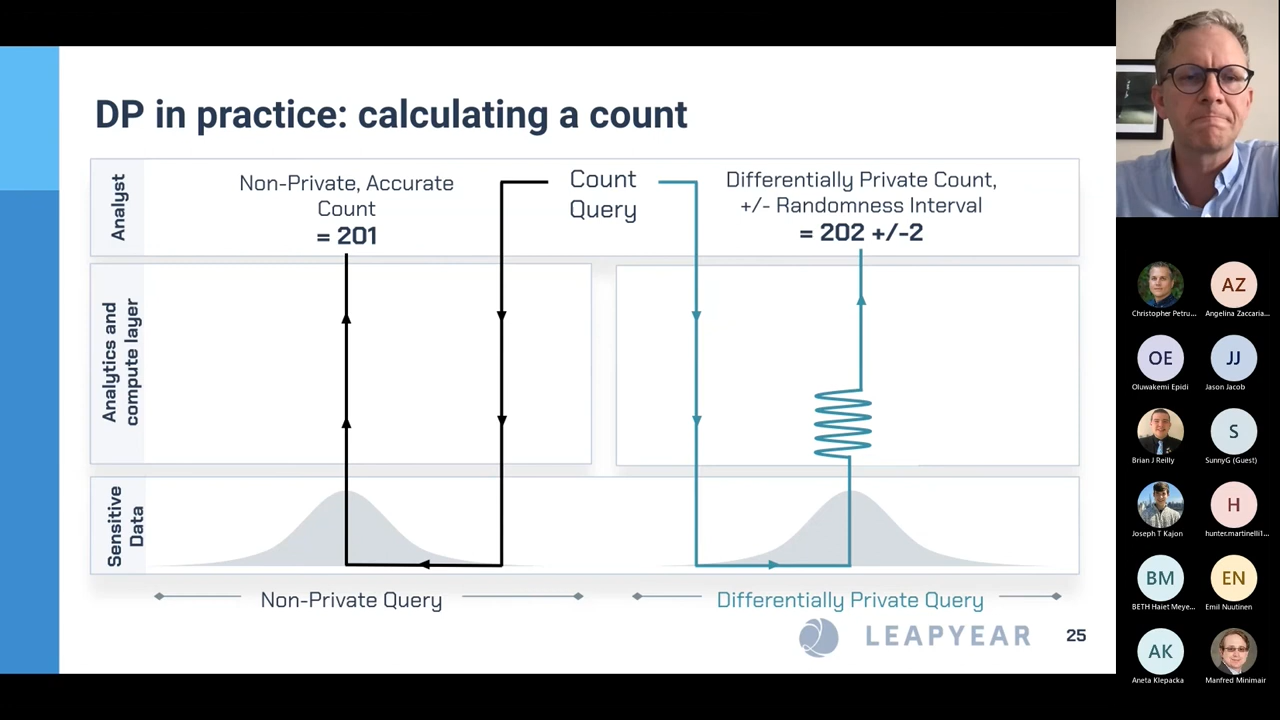 DP in practice: calculating a count
Analyst
Non-Private, Accurate
Count
= 201
Count
Query
Differentially Private Count,
+/- Randomness Interval
= 202 +/-2
Analytics and
compute layer
Sensitive
Data
Non-Private Query
Differentially Private Query
LEAPYEAR
25
Christopher Petru...
AZ
Angelina Zaccaria...
OE
Oluwakemi Epidi
JJ
Jason Jacob
Brian J Reilly
S
SunnyG (Guest)
Joseph T Kajon
H
hunter.martinelli1...
BM
BETH Haiet Meye...
EN
Emil Nuutinen
AK
Aneta Klepacka
Manfred Minimair